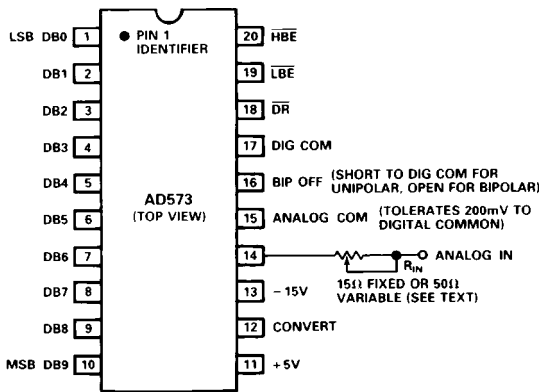 LSB DB0 1 ● PIN 1 IDENTIFIER 20 HBE
DB1 2 19 LBE
DB2 3 18 DR
DB3 4 17 DIG COM
DB4 5 16 BIP OFF (SHORT TO DIG COM FOR UNIPOLAR, OPEN FOR BIPOLAR)
AD573
(TOP VIEW)
DB5 6 15 ANALOG COM (TOLERATES 200mV TO DIGITAL COMMON)
DB6 7 14 RIN ANALOG IN
15Ω FIXED OR 50Ω
VARIABLE (SEE TEXT)
DB7 8 13 −15V
DB8 9 12 CONVERT
MSB DB9 10 11 +5V